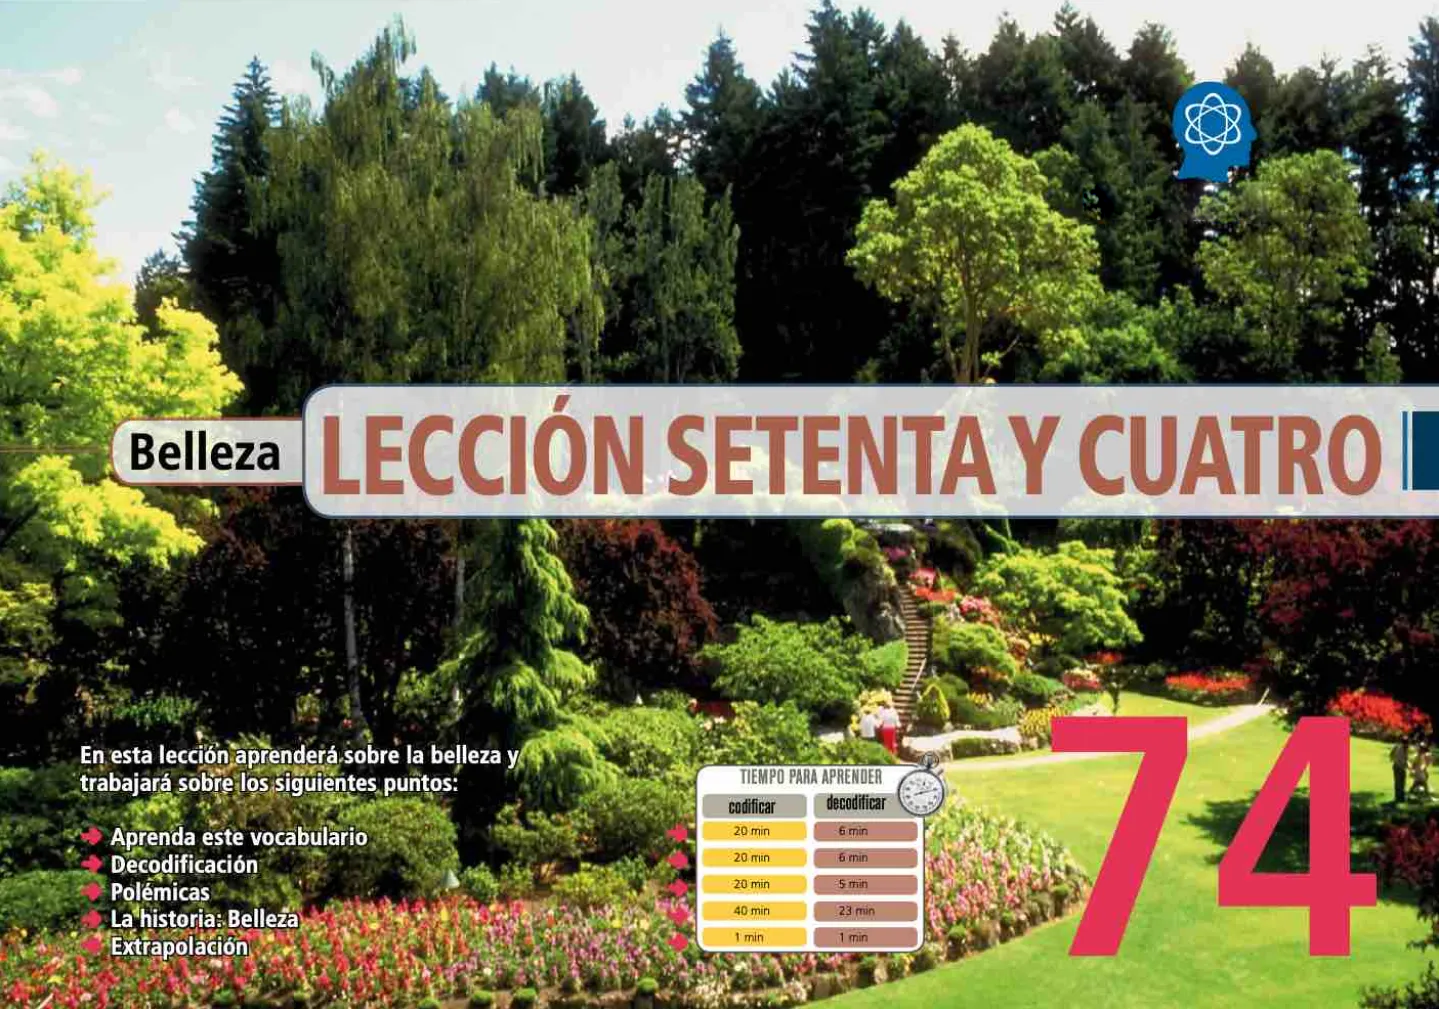 Belleza
LECCIÓN SETENTA Y CUATRO
En esta lección aprenderá sobre la belleza y
trabajará sobre los siguientes puntos:
Aprenda este vocabulario
Decodificación
Polémicas
La historia: Belleza
Extrapolación
TIEMPO PARA APRENDER
codificar decodificar
20 min 6 min
20 min 6 min
20 min 5 min
40 min 23 min
1 min 1 min
74